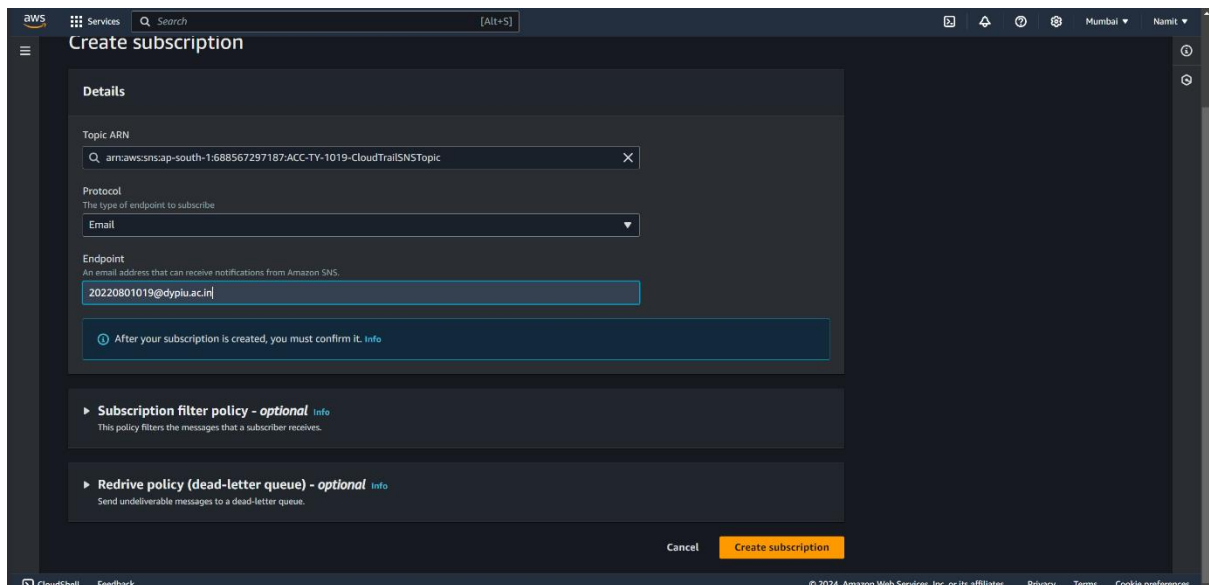 aws Services Search [Alt+S] Mumbai Namit
Create subscription
Details
Topic ARN
arn:aws:sns:ap-south-1:688567297187:ACC-TY-1019-CloudTrailSNSTopic
Protocol
The type of endpoint to subscribe
Email
Endpoint
An email address that can receive notifications from Amazon SNS.
20220801019@dypiu.ac.in
After your subscription is created, you must confirm it. Info
Subscription filter policy - optional Info
This policy filters the messages that a subscriber receives.
Redrive policy (dead-letter queue) - optional Info
Send undeliverable messages to a dead-letter queue.
Cancel Create subscription
CloudShell Feedback © 2024, Amazon Web Services, Inc. or its affiliates. Privacy Terms Cookie preferences